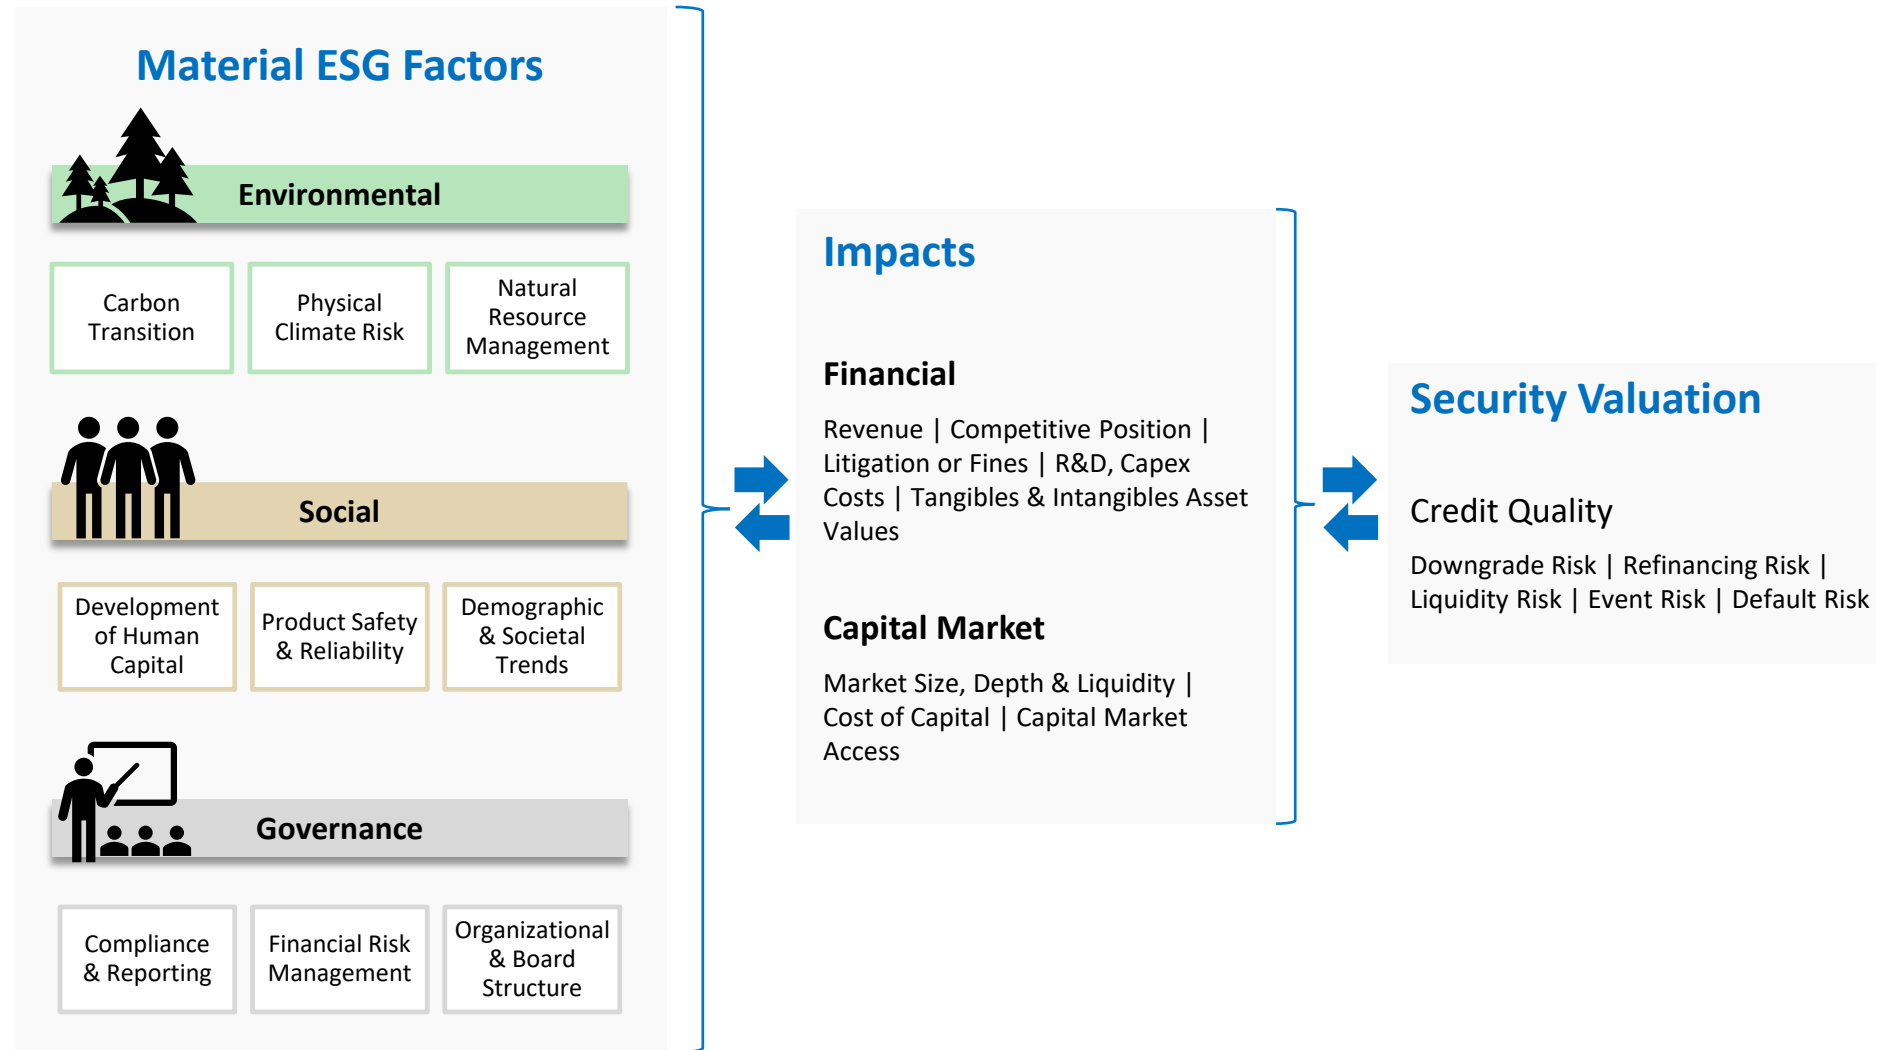 Material ESG Factors
Environmental
Carbon
Transition
Physical
Climate Risk
Natural
Resource
Management
Social
Development
of Human
Capital
Product Safety
& Reliability
Demographic
& Societal
Trends
Governance
Compliance
& Reporting
Financial Risk
Management
Organizational
& Board
Structure
Impacts
Financial
Revenue | Competitive Position |
Litigation or Fines | R&D, Capex
Costs | Tangibles & Intangibles Asset
Values
Capital Market
Market Size, Depth & Liquidity |
Cost of Capital | Capital Market
Access
Security Valuation
Credit Quality
Downgrade Risk | Refinancing Risk |
Liquidity Risk | Event Risk | Default Risk